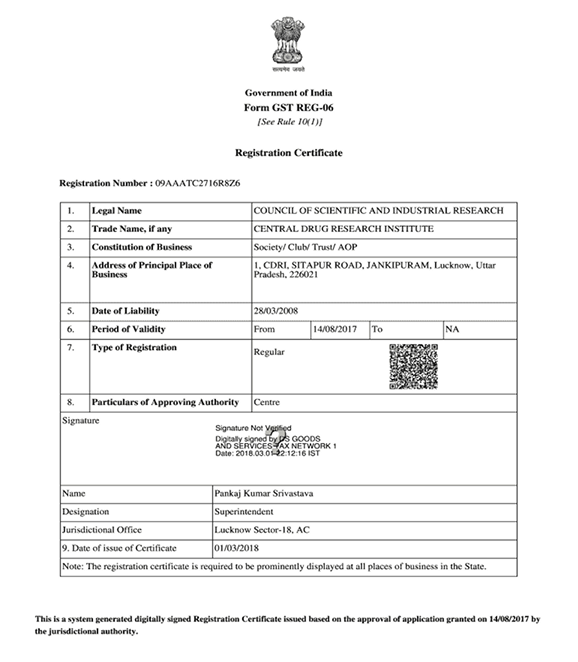 सत्यमेव जयते
Government of India
Form GST REG-06
[See Rule 10(1)]
Registration Certificate
Registration Number : 09AAATC2716R8Z6
1. Legal Name COUNCIL OF SCIENTIFIC AND INDUSTRIAL RESEARCH
2. Trade Name, if any CENTRAL DRUG RESEARCH INSTITUTE
3. Constitution of Business Society/ Club/ Trust/ AOP
4. Address of Principal Place of Business 1, CDRI, SITAPUR ROAD, JANKIPURAM, Lucknow, Uttar
Pradesh, 226021
5. Date of Liability 28/03/2008
6. Period of Validity From 14/08/2017 To NA
7. Type of Registration Regular
8. Particulars of Approving Authority Centre
Signature
Signature Not Verified
Digitally signed by DS GOODS
AND SERVICES TAX NETWORK 1
Date: 2018.03.01 22:12:16 IST
Name Pankaj Kumar Srivastava
Designation Superintendent
Jurisdictional Office Lucknow Sector-18, AC
9. Date of issue of Certificate 01/03/2018
Note: The registration certificate is required to be prominently displayed at all places of business in the State.
This is a system generated digitally signed Registration Certificate issued based on the approval of application granted on 14/08/2017 by
the jurisdictional authority.